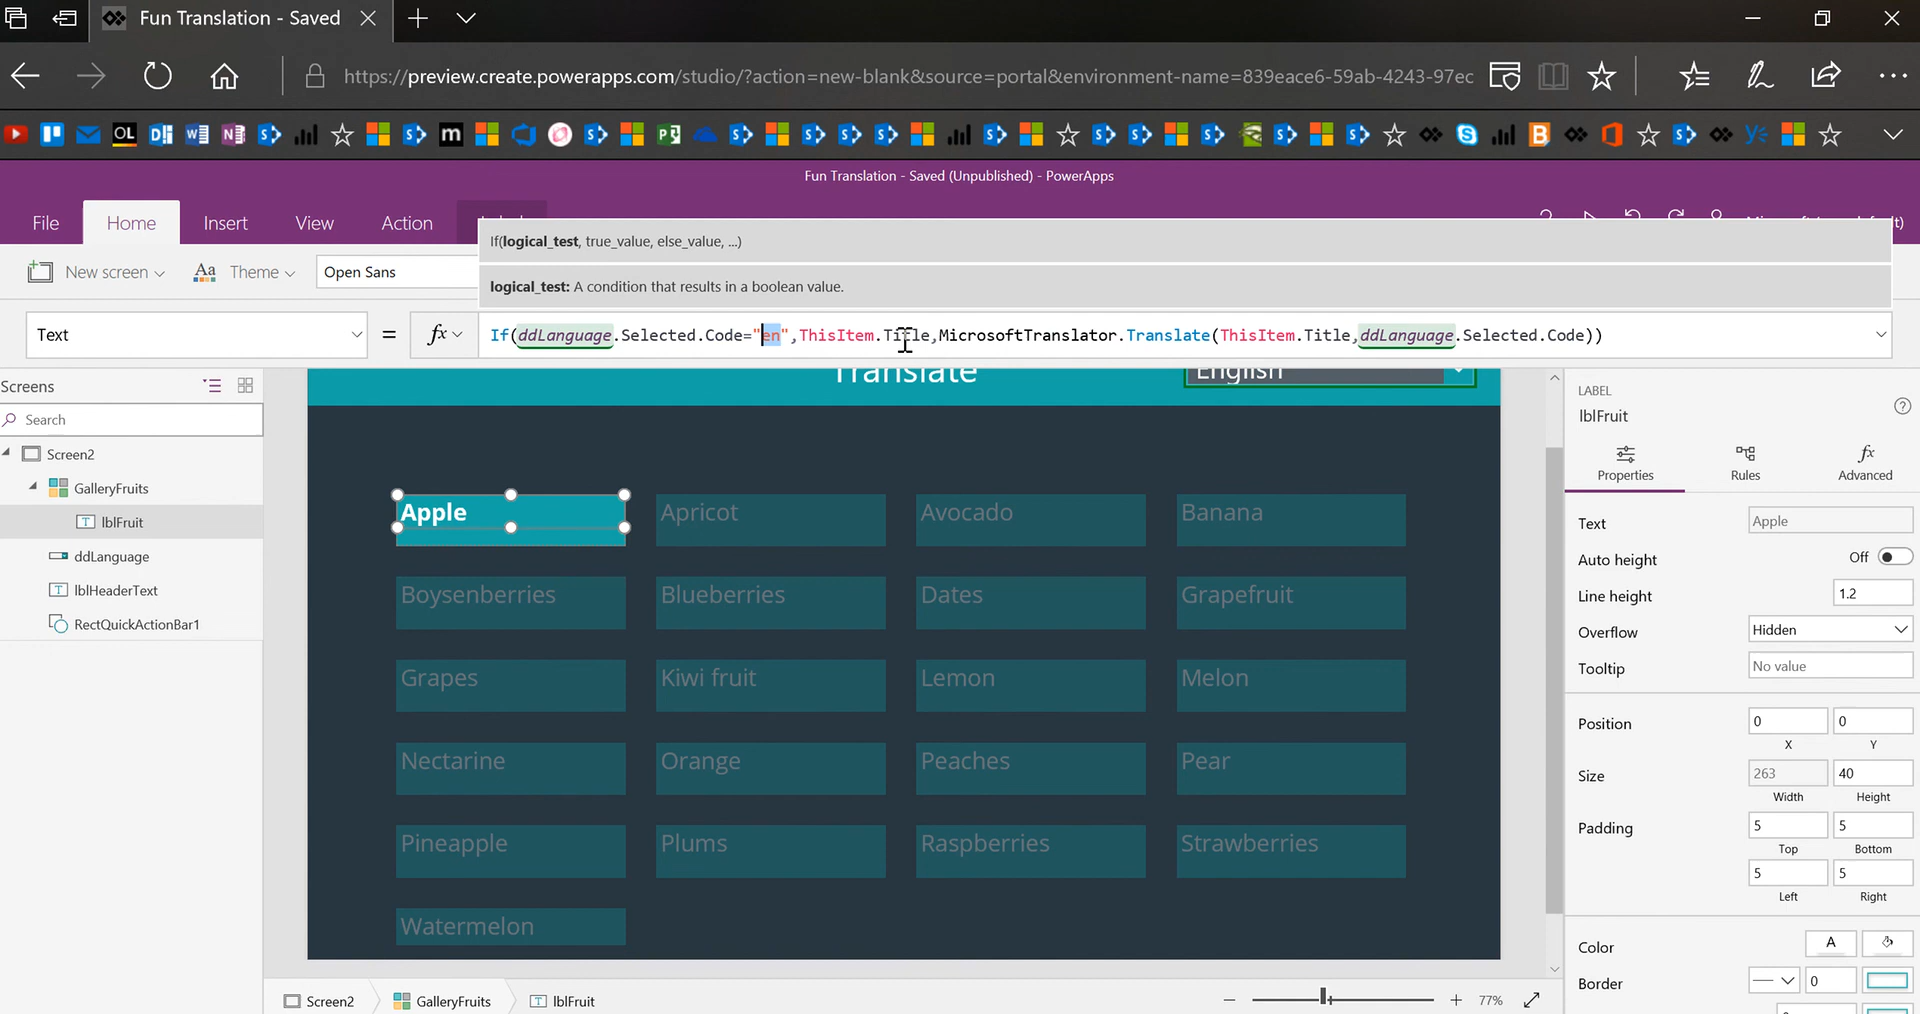 Fun Translation - Saved
https://preview.create.powerapps.com/studio/?action=new-blank&source=portal&environment-name=839eace6-59ab-4243-97ec
Fun Translation - Saved (Unpublished) - PowerApps
File
Home
Insert
View
Action
If(logical_test, true_value, else_value, ...)
New screen
Theme
Open Sans
logical_test: A condition that results in a boolean value.
Text
=
fx
If(ddLanguage.Selected.Code="en",ThisItem.Title,MicrosoftTranslator.Translate(ThisItem.Title,ddLanguage.Selected.Code))
Screens
Search
Screen2
GalleryFruits
lblFruit
ddLanguage
lblHeaderText
RectQuickActionBar1
Translate
English
Apple
Apricot
Avocado
Banana
Boysenberries
Blueberries
Dates
Grapefruit
Grapes
Kiwi fruit
Lemon
Melon
Nectarine
Orange
Peaches
Pear
Pineapple
Plums
Raspberries
Strawberries
Watermelon
LABEL
lblFruit
Properties
Rules
Advanced
Text
Apple
Auto height
Off
Line height
1.2
Overflow
Hidden
Tooltip
No value
Position
0
0
X
Y
Size
263
40
Width
Height
Padding
5
5
Top
Bottom
5
5
Left
Right
Color
A
Border
0
Screen2
GalleryFruits
lblFruit
77%